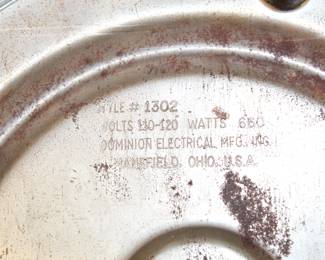 STYLE # 1302
VOLTS 110-120 WATTS 660
DOMINION ELECTRICAL MFG. INC.
MANSFIELD, OHIO, U.S.A.